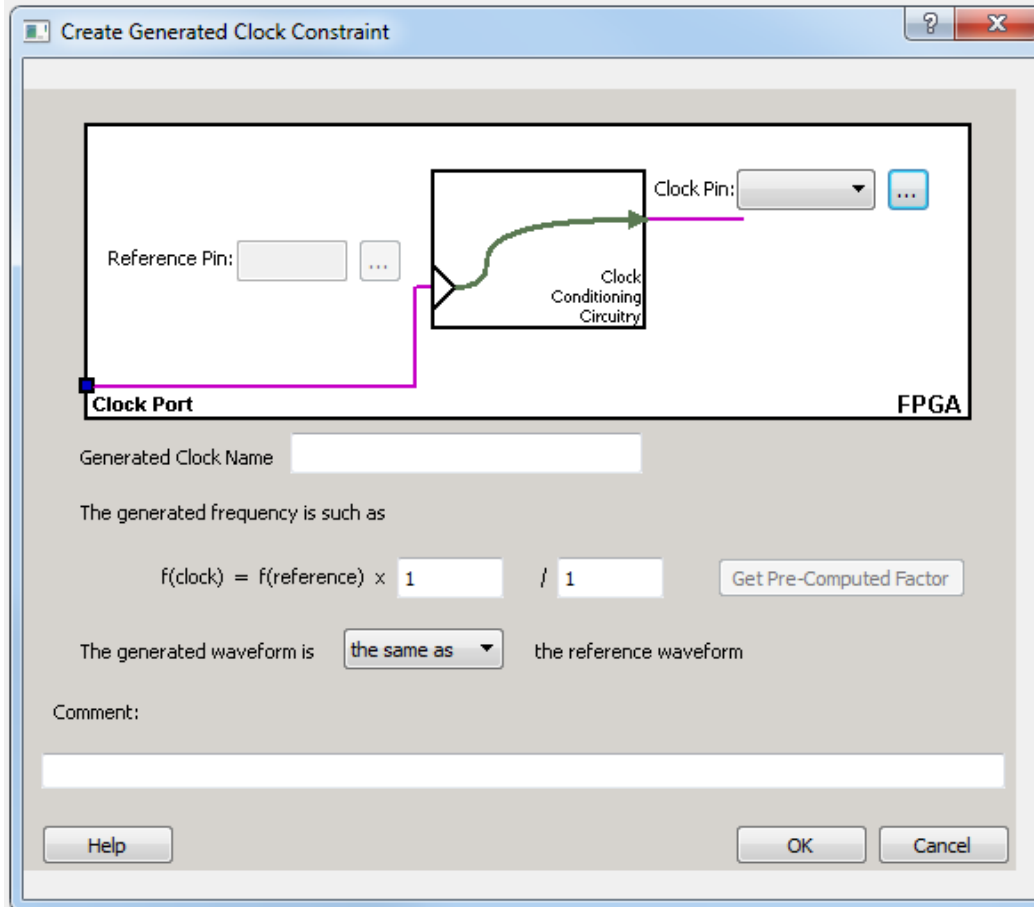 Create Generated Clock Constraint
Clock Pin:
...
Reference Pin:
...
Clock
Conditioning
Circuitry
Clock Port
FPGA
Generated Clock Name
The generated frequency is such as
f(clock) = f(reference) x 1 / 1 Get Pre-Computed Factor
The generated waveform is the same as the reference waveform
Comment:
Help OK Cancel